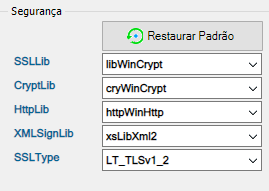 Segurança
Restaurar Padrão
SSLLib libWinCrypt
CryptLib cryWinCrypt
HttpLib httpWinHttp
XMLSignLib xsLibXml2
SSLType LT_TLSv1_2